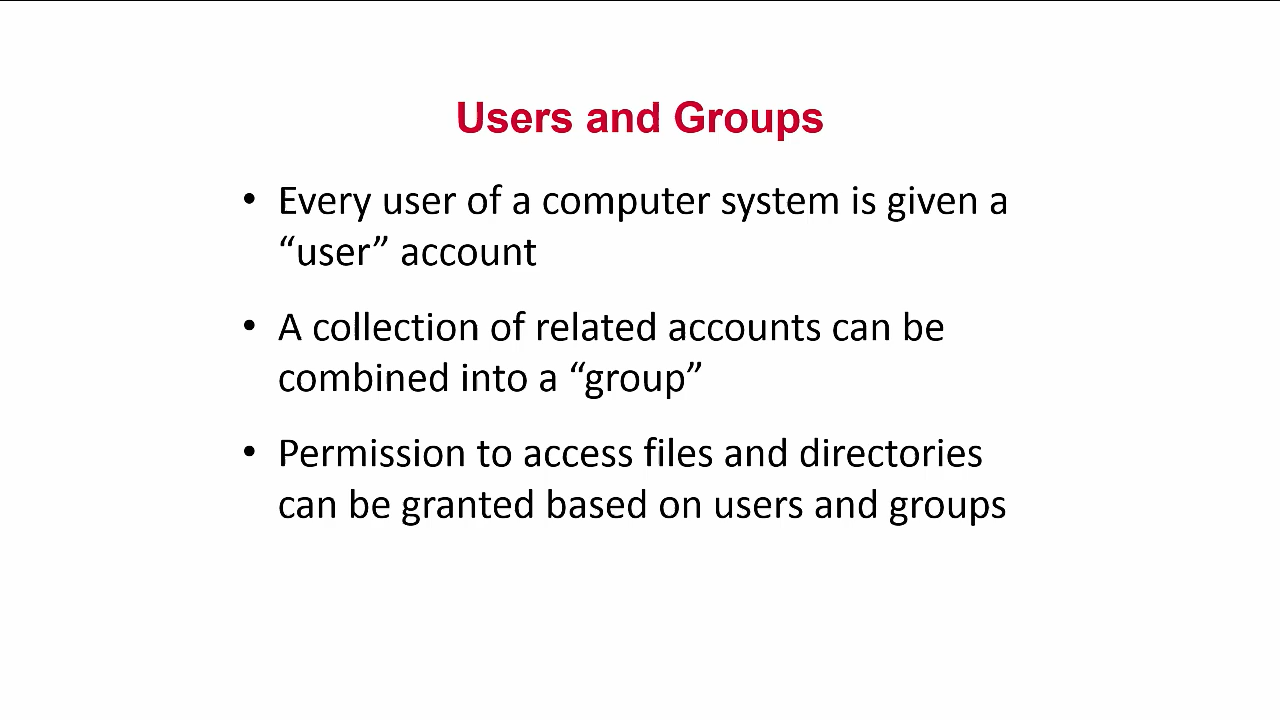 Users and Groups
• Every user of a computer system is given a
“user” account
• A collection of related accounts can be
combined into a “group”
• Permission to access files and directories
can be granted based on users and groups